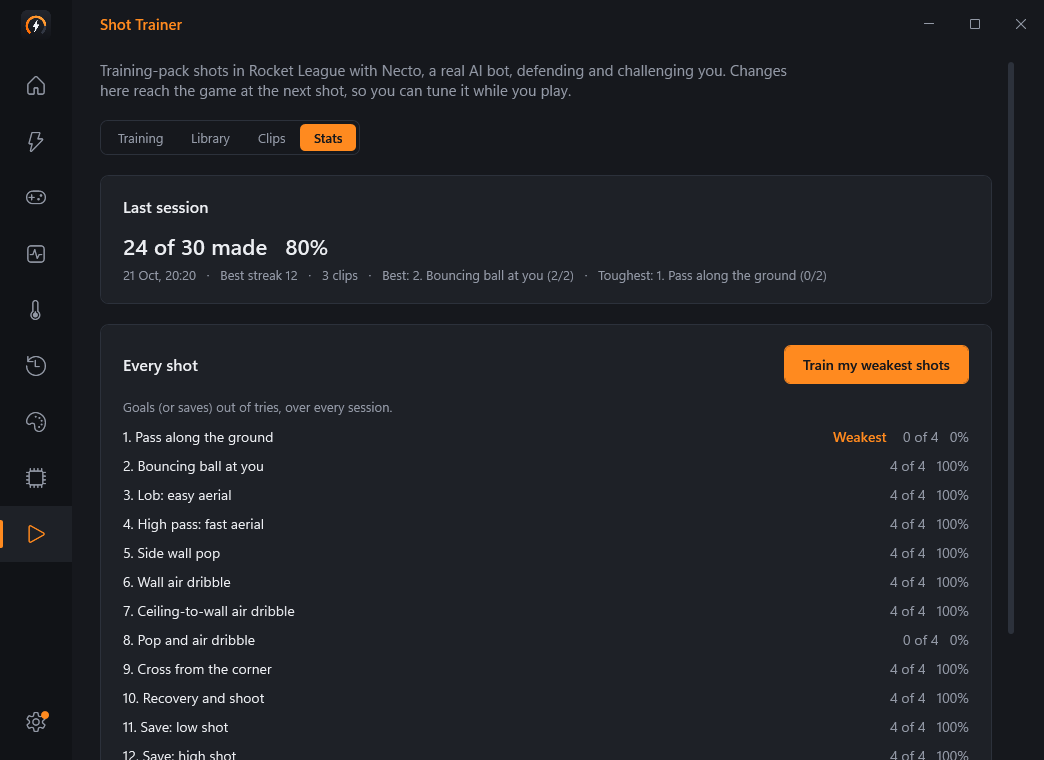 Shot Trainer
Training-pack shots in Rocket League with Necto, a real AI bot, defending and challenging you. Changes
here reach the game at the next shot, so you can tune it while you play.
Training Library Clips Stats
Last session
24 of 30 made 80%
21 Oct, 20:20 · Best streak 12 · 3 clips · Best: 2. Bouncing ball at you (2/2) · Toughest: 1. Pass along the ground (0/2)
Every shot
Train my weakest shots
Goals (or saves) out of tries, over every session.
1. Pass along the ground Weakest 0 of 4 0%
2. Bouncing ball at you 4 of 4 100%
3. Lob: easy aerial 4 of 4 100%
4. High pass: fast aerial 4 of 4 100%
5. Side wall pop 4 of 4 100%
6. Wall air dribble 4 of 4 100%
7. Ceiling-to-wall air dribble 4 of 4 100%
8. Pop and air dribble 0 of 4 0%
9. Cross from the corner 4 of 4 100%
10. Recovery and shoot 4 of 4 100%
11. Save: low shot 4 of 4 100%
12. Save: high shot 4 of 4 100%